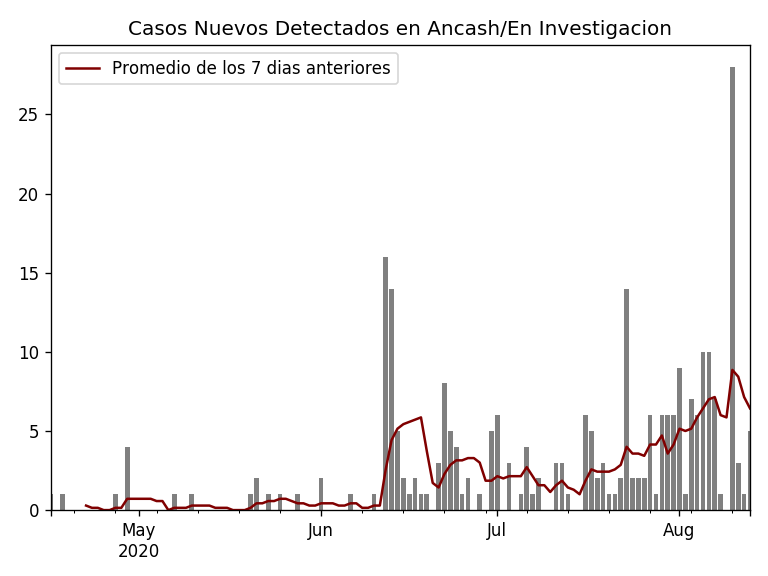 Casos Nuevos Detectados en Ancash/En Investigacion
Promedio de los 7 dias anteriores
25
20
15
10
5
0
May
2020
Jun
Jul
Aug